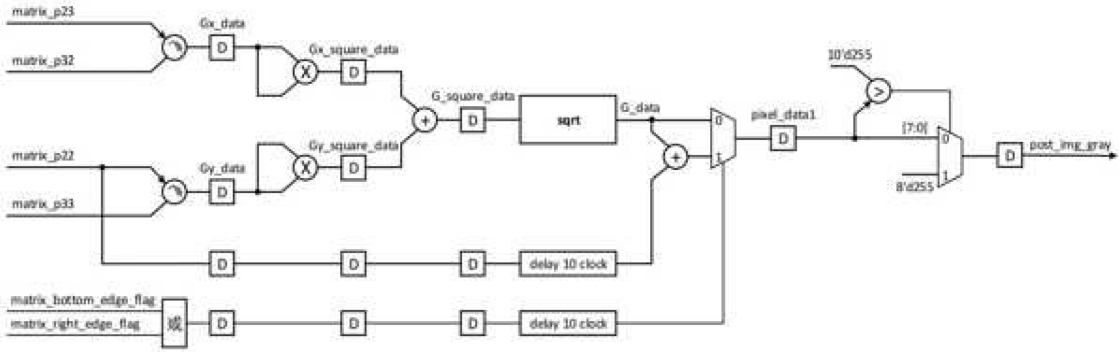 matrix_p23
Gx_data
matrix_p32
D
Gx_square_data
X
D
10'd255
>
G_square_data
+
D
sqrt
G_data
0
pixel_data1
D
[7:0]
0
1
8'd255
D
post_img_gray
matrix_p22
Gy_data
matrix_p33
D
Gy_square_data
X
D
+
1
D
D
D
delay 10 clock
matrix_bottom_edge_flag
matrix_right_edge_flag
或
D
D
D
delay 10 clock